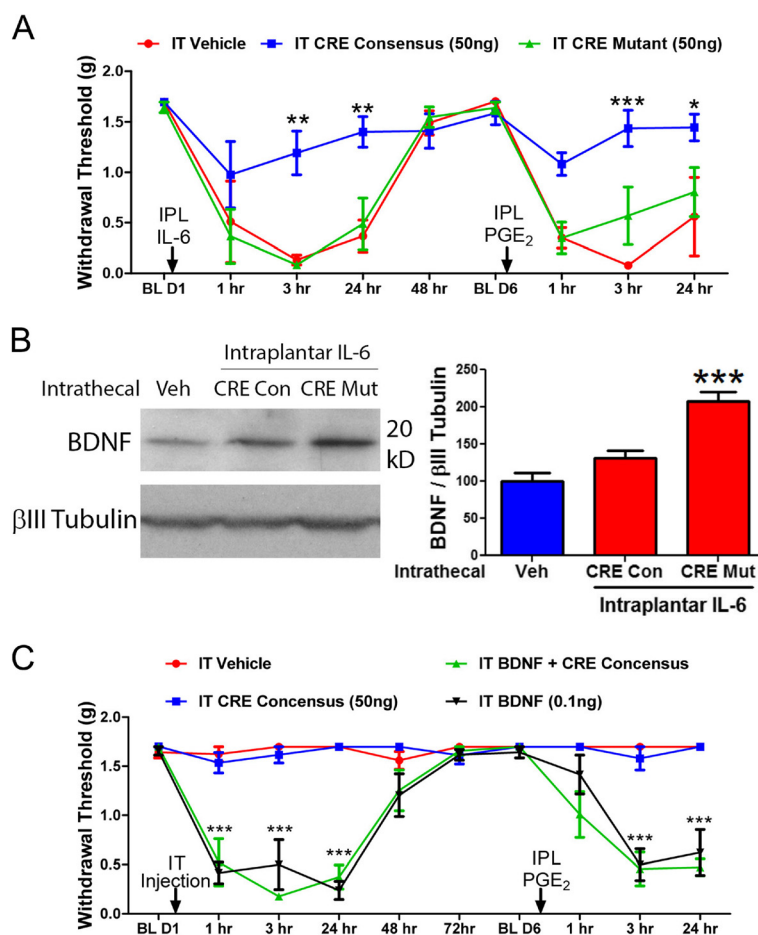 A
IT Vehicle IT CRE Consensus (50ng) IT CRE Mutant (50ng)
Withdrawal Threshold (g)
2.0
1.5
1.0
0.5
0.0
** ** *** *
IPL
IL-6
IPL
PGE2
BL D1 1 hr 3 hr 24 hr 48 hr BL D6 1 hr 3 hr 24 hr
B
Intraplantar IL-6
Intrathecal Veh CRE Con CRE Mut
BDNF
20
kD
βIII Tubulin
BDNF / βIII Tubulin
250
200
150
100
50
0
***
Intrathecal Veh CRE Con CRE Mut
Intraplantar IL-6
C
IT Vehicle IT BDNF + CRE Concensus
IT CRE Concensus (50ng) IT BDNF (0.1ng)
Withdrawal Threshold (g)
2.0
1.5
1.0
0.5
0.0
*** *** *** *** ***
IT
Injection
IPL
PGE2
BL D1 1 hr 3 hr 24 hr 48 hr 72hr BL D6 1 hr 3 hr 24 hr